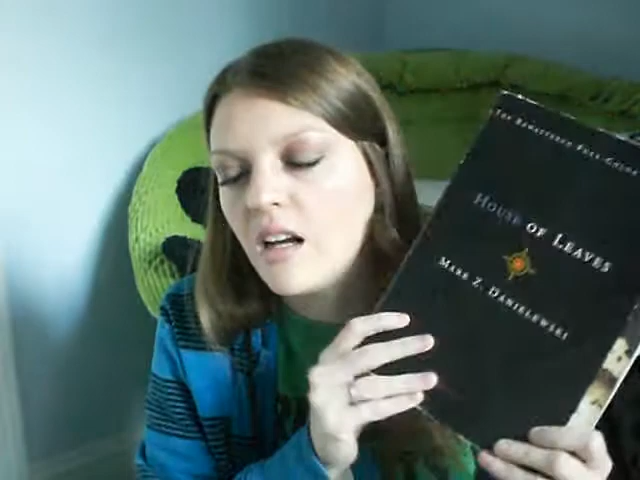 The Remastered Full-Color
House of Leaves
Mark Z. Danielewski